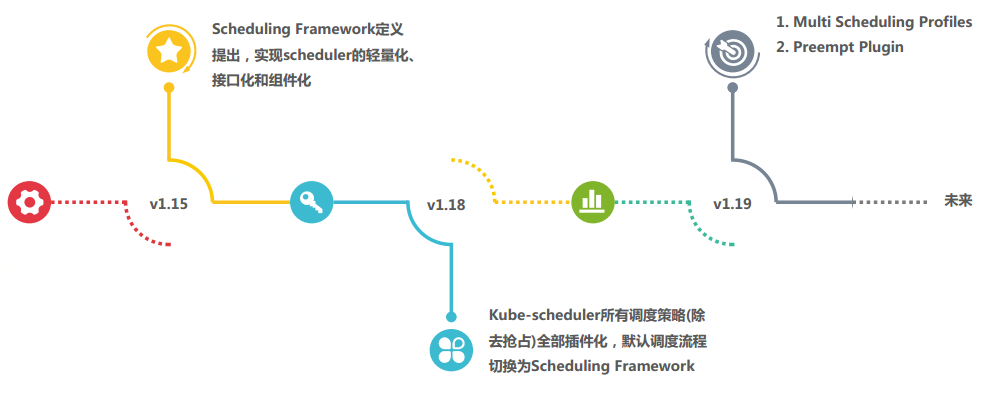 Scheduling Framework定义
提出，实现scheduler的轻量化、
接口化和组件化
1. Multi Scheduling Profiles
2. Preempt Plugin
v1.15
v1.18
v1.19
未来
Kube-scheduler所有调度策略(除
去抢占)全部插件化，默认调度流程
切换为Scheduling Framework